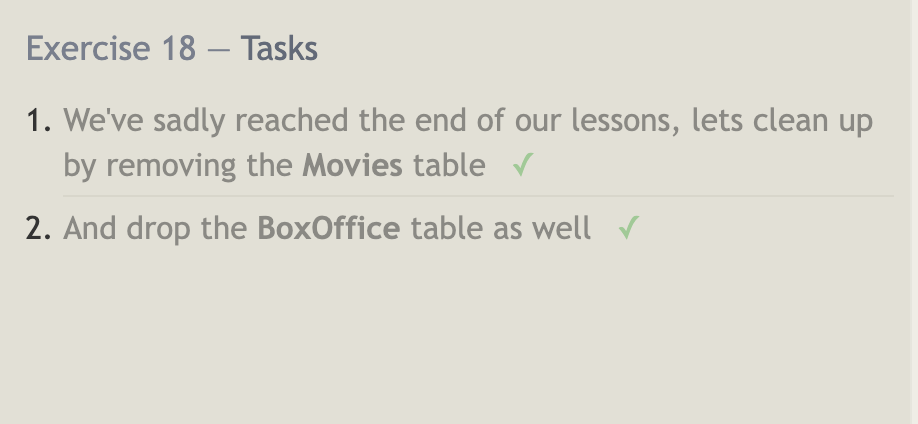 Exercise 18 — Tasks
1. We've sadly reached the end of our lessons, lets clean up
by removing the Movies table ✓
2. And drop the BoxOffice table as well ✓